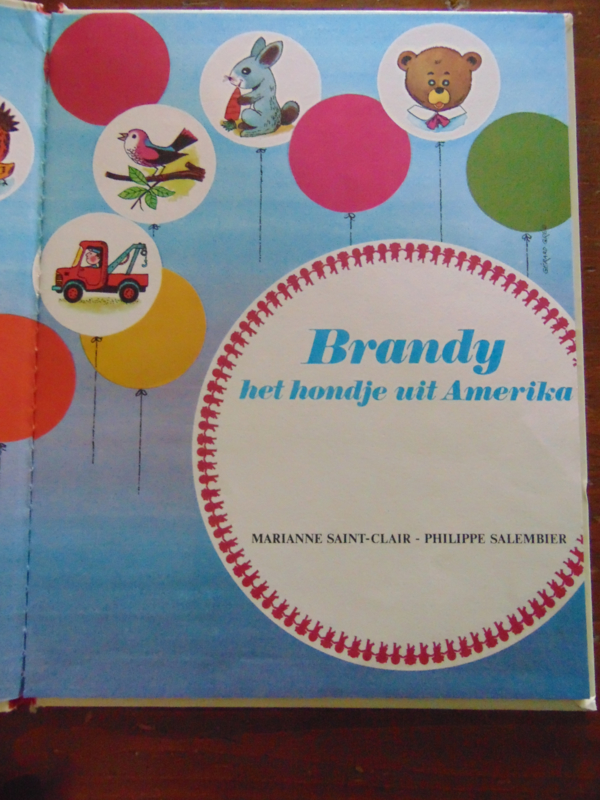 Brandy
het hondje uit Amerika
MARIANNE SAINT-CLAIR - PHILIPPE SALEMBIER